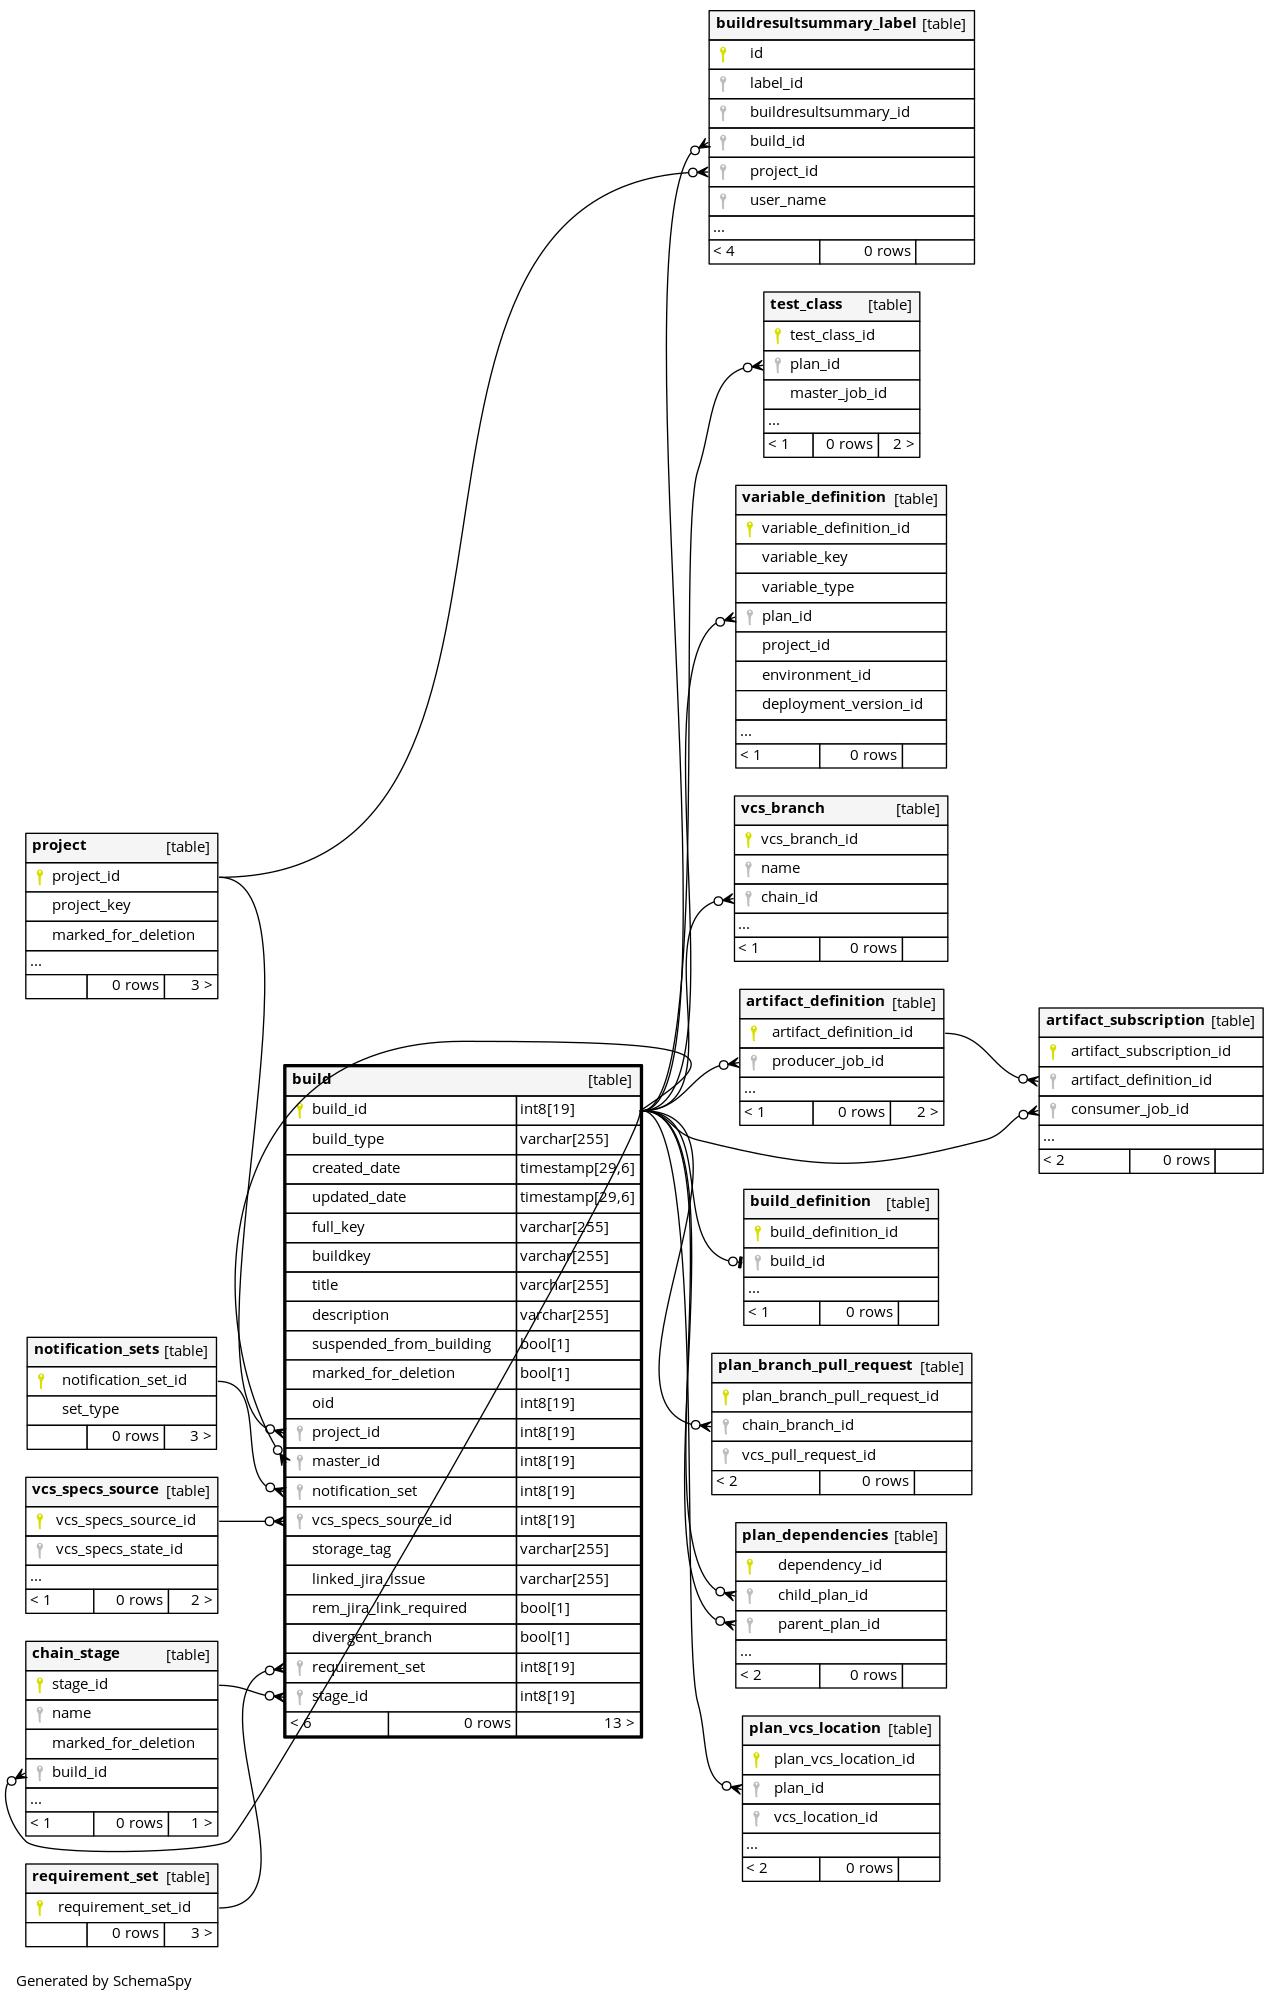 buildresultsummary_label [table]
id
label_id
buildresultsummary_id
build_id
project_id
user_name
...
< 4 0 rows
test_class [table]
test_class_id
plan_id
master_job_id
...
< 1 0 rows 2 >
variable_definition [table]
variable_definition_id
variable_key
variable_type
plan_id
project_id
environment_id
deployment_version_id
...
< 1 0 rows
vcs_branch [table]
vcs_branch_id
name
chain_id
...
< 1 0 rows
project [table]
project_id
project_key
marked_for_deletion
...
0 rows 3 >
artifact_definition [table]
artifact_definition_id
producer_job_id
...
< 1 0 rows 2 >
artifact_subscription [table]
artifact_subscription_id
artifact_definition_id
consumer_job_id
...
< 2 0 rows
build [table]
build_id int8[19]
build_type varchar[255]
created_date timestamp[29,6]
updated_date timestamp[29,6]
full_key varchar[255]
buildkey varchar[255]
title varchar[255]
description varchar[255]
suspended_from_building bool[1]
marked_for_deletion bool[1]
oid int8[19]
project_id int8[19]
master_id int8[19]
notification_set int8[19]
vcs_specs_source_id int8[19]
storage_tag varchar[255]
linked_jira_issue varchar[255]
rem_jira_link_required bool[1]
divergent_branch bool[1]
requirement_set int8[19]
stage_id int8[19]
< 6 0 rows 13 >
build_definition [table]
build_definition_id
build_id
...
< 1 0 rows
notification_sets [table]
notification_set_id
set_type
0 rows 3 >
plan_branch_pull_request [table]
plan_branch_pull_request_id
chain_branch_id
vcs_pull_request_id
< 2 0 rows
vcs_specs_source [table]
vcs_specs_source_id
vcs_specs_state_id
...
< 1 0 rows 2 >
plan_dependencies [table]
dependency_id
child_plan_id
parent_plan_id
...
< 2 0 rows
chain_stage [table]
stage_id
name
marked_for_deletion
build_id
...
< 1 0 rows 1 >
plan_vcs_location [table]
plan_vcs_location_id
plan_id
vcs_location_id
...
< 2 0 rows
requirement_set [table]
requirement_set_id
0 rows 3 >
Generated by SchemaSpy